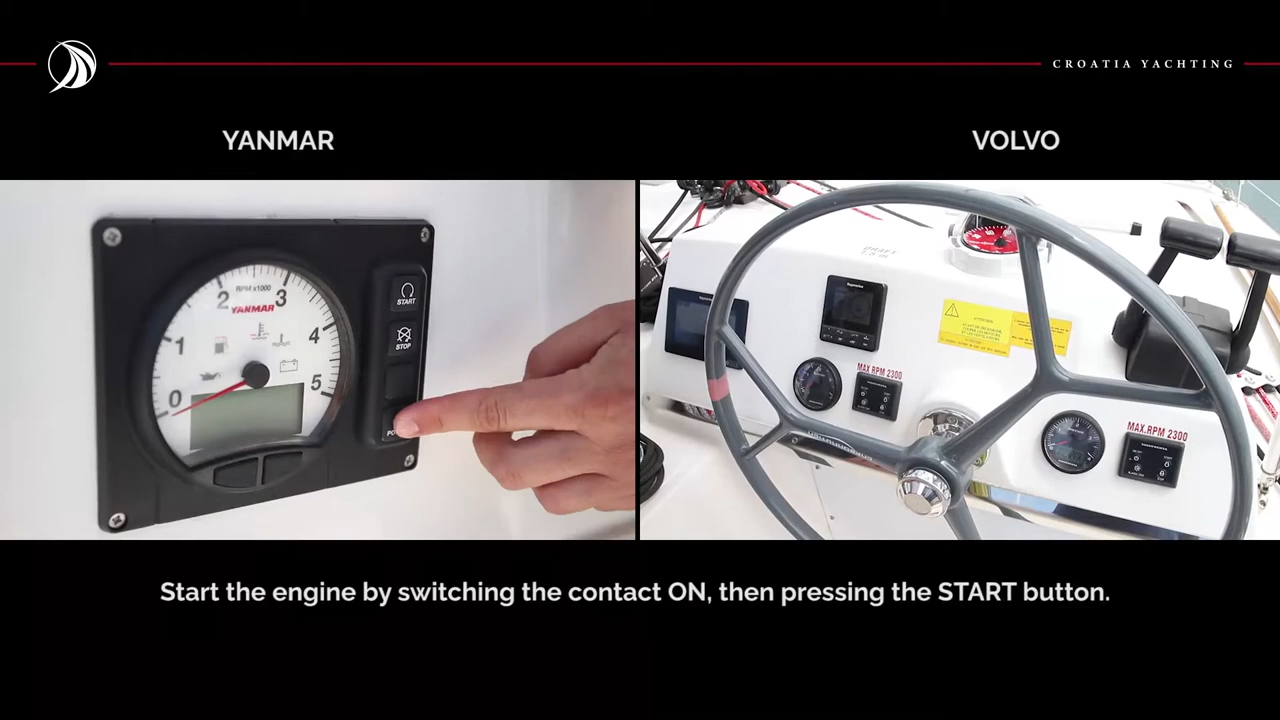 CROATIA YACHTING
YANMAR
VOLVO
RPM x1000
YANMAR
0
1
2
3
4
5
START
STOP
DRAFT
MAX RPM 2300
MAX.RPM 2300
Start the engine by switching the contact ON, then pressing the START button.